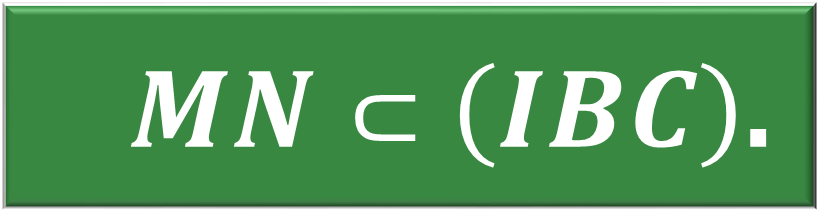 MN ⊂ (IBC).